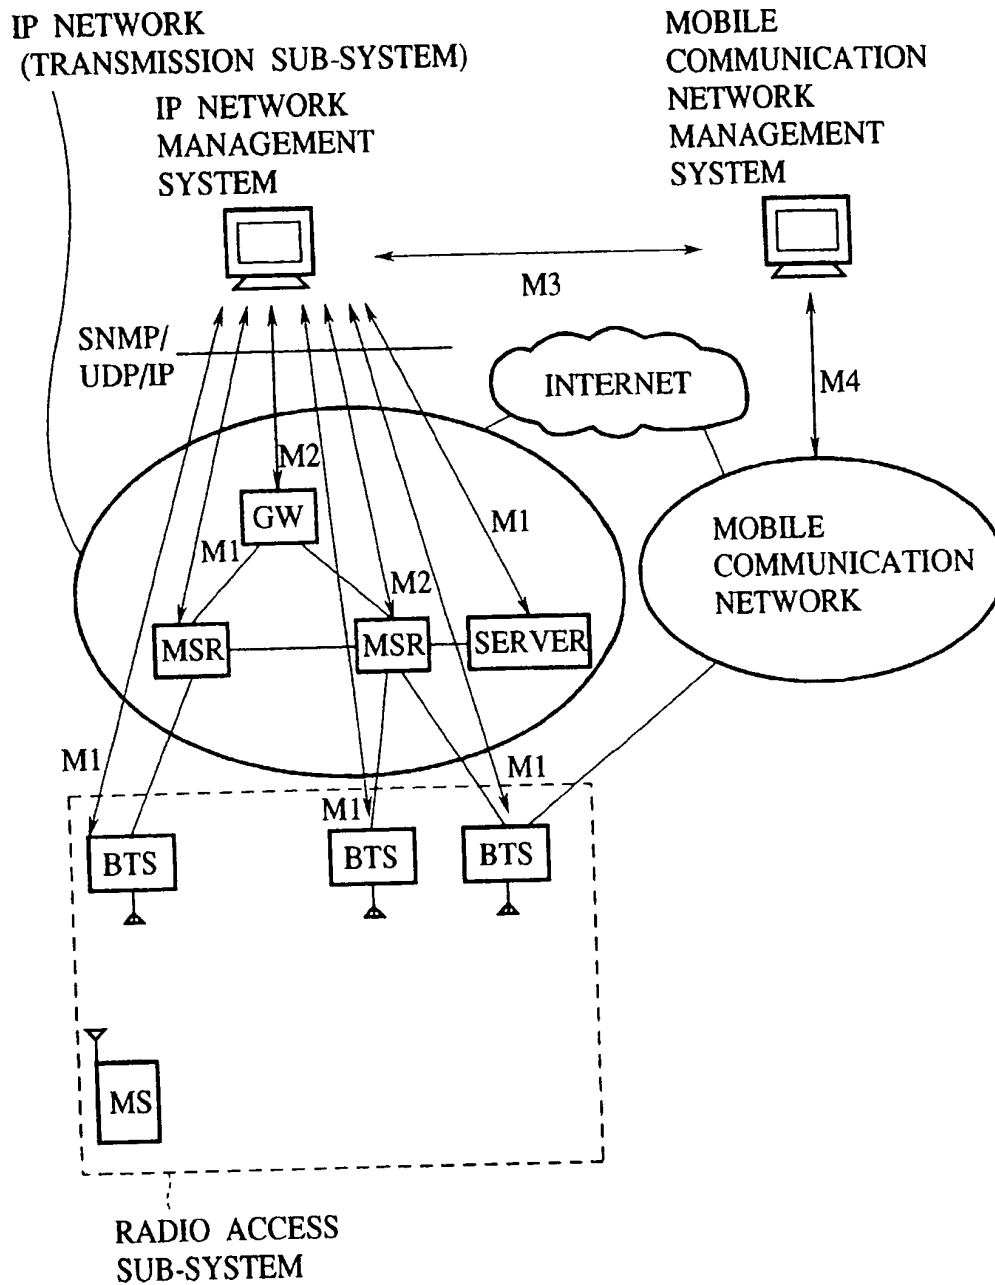 IP NETWORK
(TRANSMISSION SUB-SYSTEM)
IP NETWORK
MANAGEMENT
SYSTEM
MOBILE
COMMUNICATION
NETWORK
MANAGEMENT
SYSTEM
M3
SNMP/
UDP/IP
INTERNET
M4
M2
GW
M1
M1
M2
MOBILE
COMMUNICATION
NETWORK
MSR
MSR
SERVER
M1
M1
M1
BTS
BTS
BTS
MS
RADIO ACCESS
SUB-SYSTEM